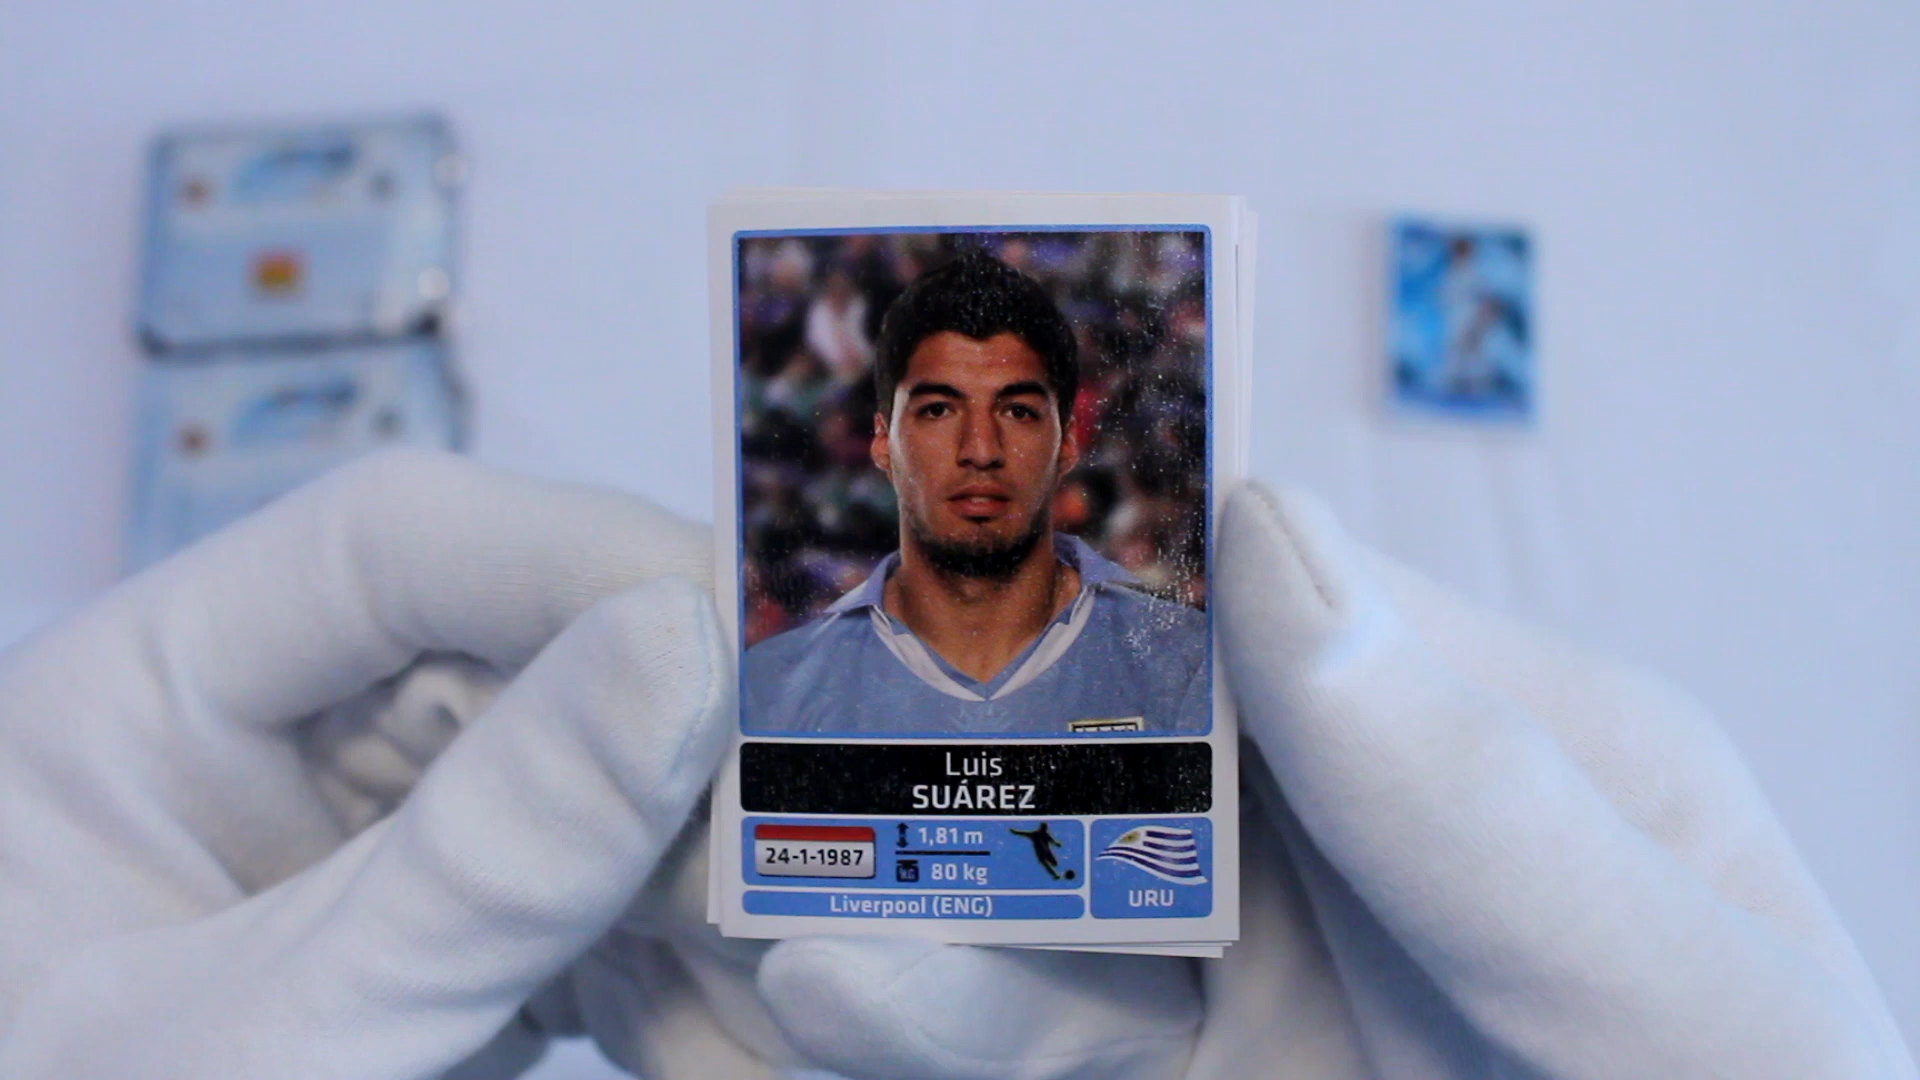 Luis
SUÁREZ
24-1-1987
1,81 m
80 kg
Liverpool (ENG)
URU